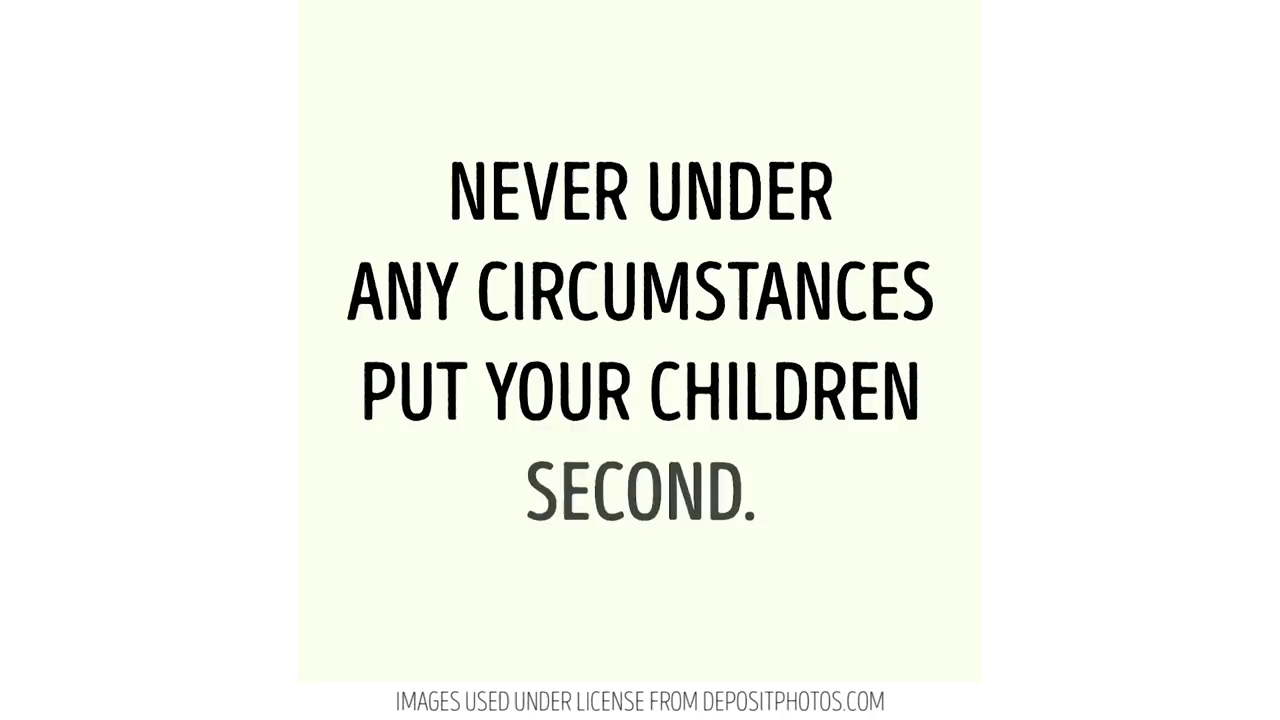 NEVER UNDER
ANY CIRCUMSTANCES
PUT YOUR CHILDREN
SECOND.
IMAGES USED UNDER LICENSE FROM DEPOSITPHOTOS.COM